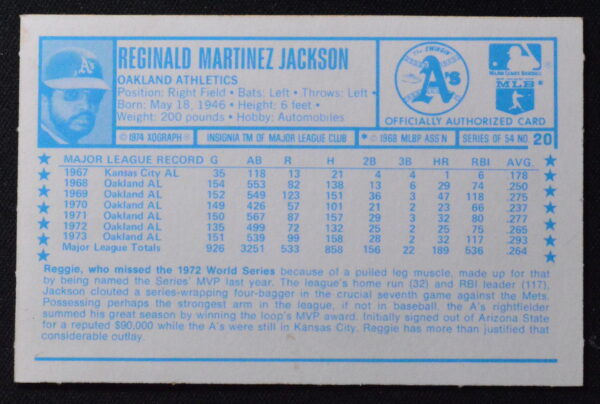 REGINALD MARTINEZ JACKSON
OAKLAND ATHLETICS
Position: Right Field • Bats: Left • Throws: Left •
Born: May 18, 1946 • Height: 6 feet •
Weight: 200 pounds • Hobby: Automobiles
THE SWINGIN'
A's
MAJOR LEAGUE BASEBALL
MLB
OFFICIALLY AUTHORIZED CARD
© 1974 XOGRAPH® INSIGNIA TM OF MAJOR LEAGUE CLUB © 1968 MLBP ASS'N SERIES OF 54 NO. 20
MAJOR LEAGUE RECORD G AB R H 2B 3B HR RBI AVG.
1967 Kansas City AL 35 118 13 21 4 4 1 6 .178
1968 Oakland AL 154 553 82 138 13 6 29 74 .250
1969 Oakland AL 152 549 123 151 36 3 47 118 .275
1970 Oakland AL 149 426 57 101 21 2 23 66 .237
1971 Oakland AL 150 567 87 157 29 3 32 80 .277
1972 Oakland AL 135 499 72 132 25 2 25 75 .265
1973 Oakland AL 151 539 99 158 28 2 32 117 .293
Major League Totals 926 3251 533 858 156 22 189 536 .264
Reggie, who missed the 1972 World Series because of a pulled leg muscle, made up for that
by being named the Series' MVP last year. The league's home run (32) and RBI leader (117),
Jackson clouted a series-wrapping four-bagger in the crucial seventh game against the Mets.
Possessing perhaps the strongest arm in the league, if not in baseball, the A's rightfielder
summed his great season by winning the loop's MVP award. Initially signed out of Arizona State
for a reputed $90,000 while the A's were still in Kansas City. Reggie has more than justified that
considerable outlay.